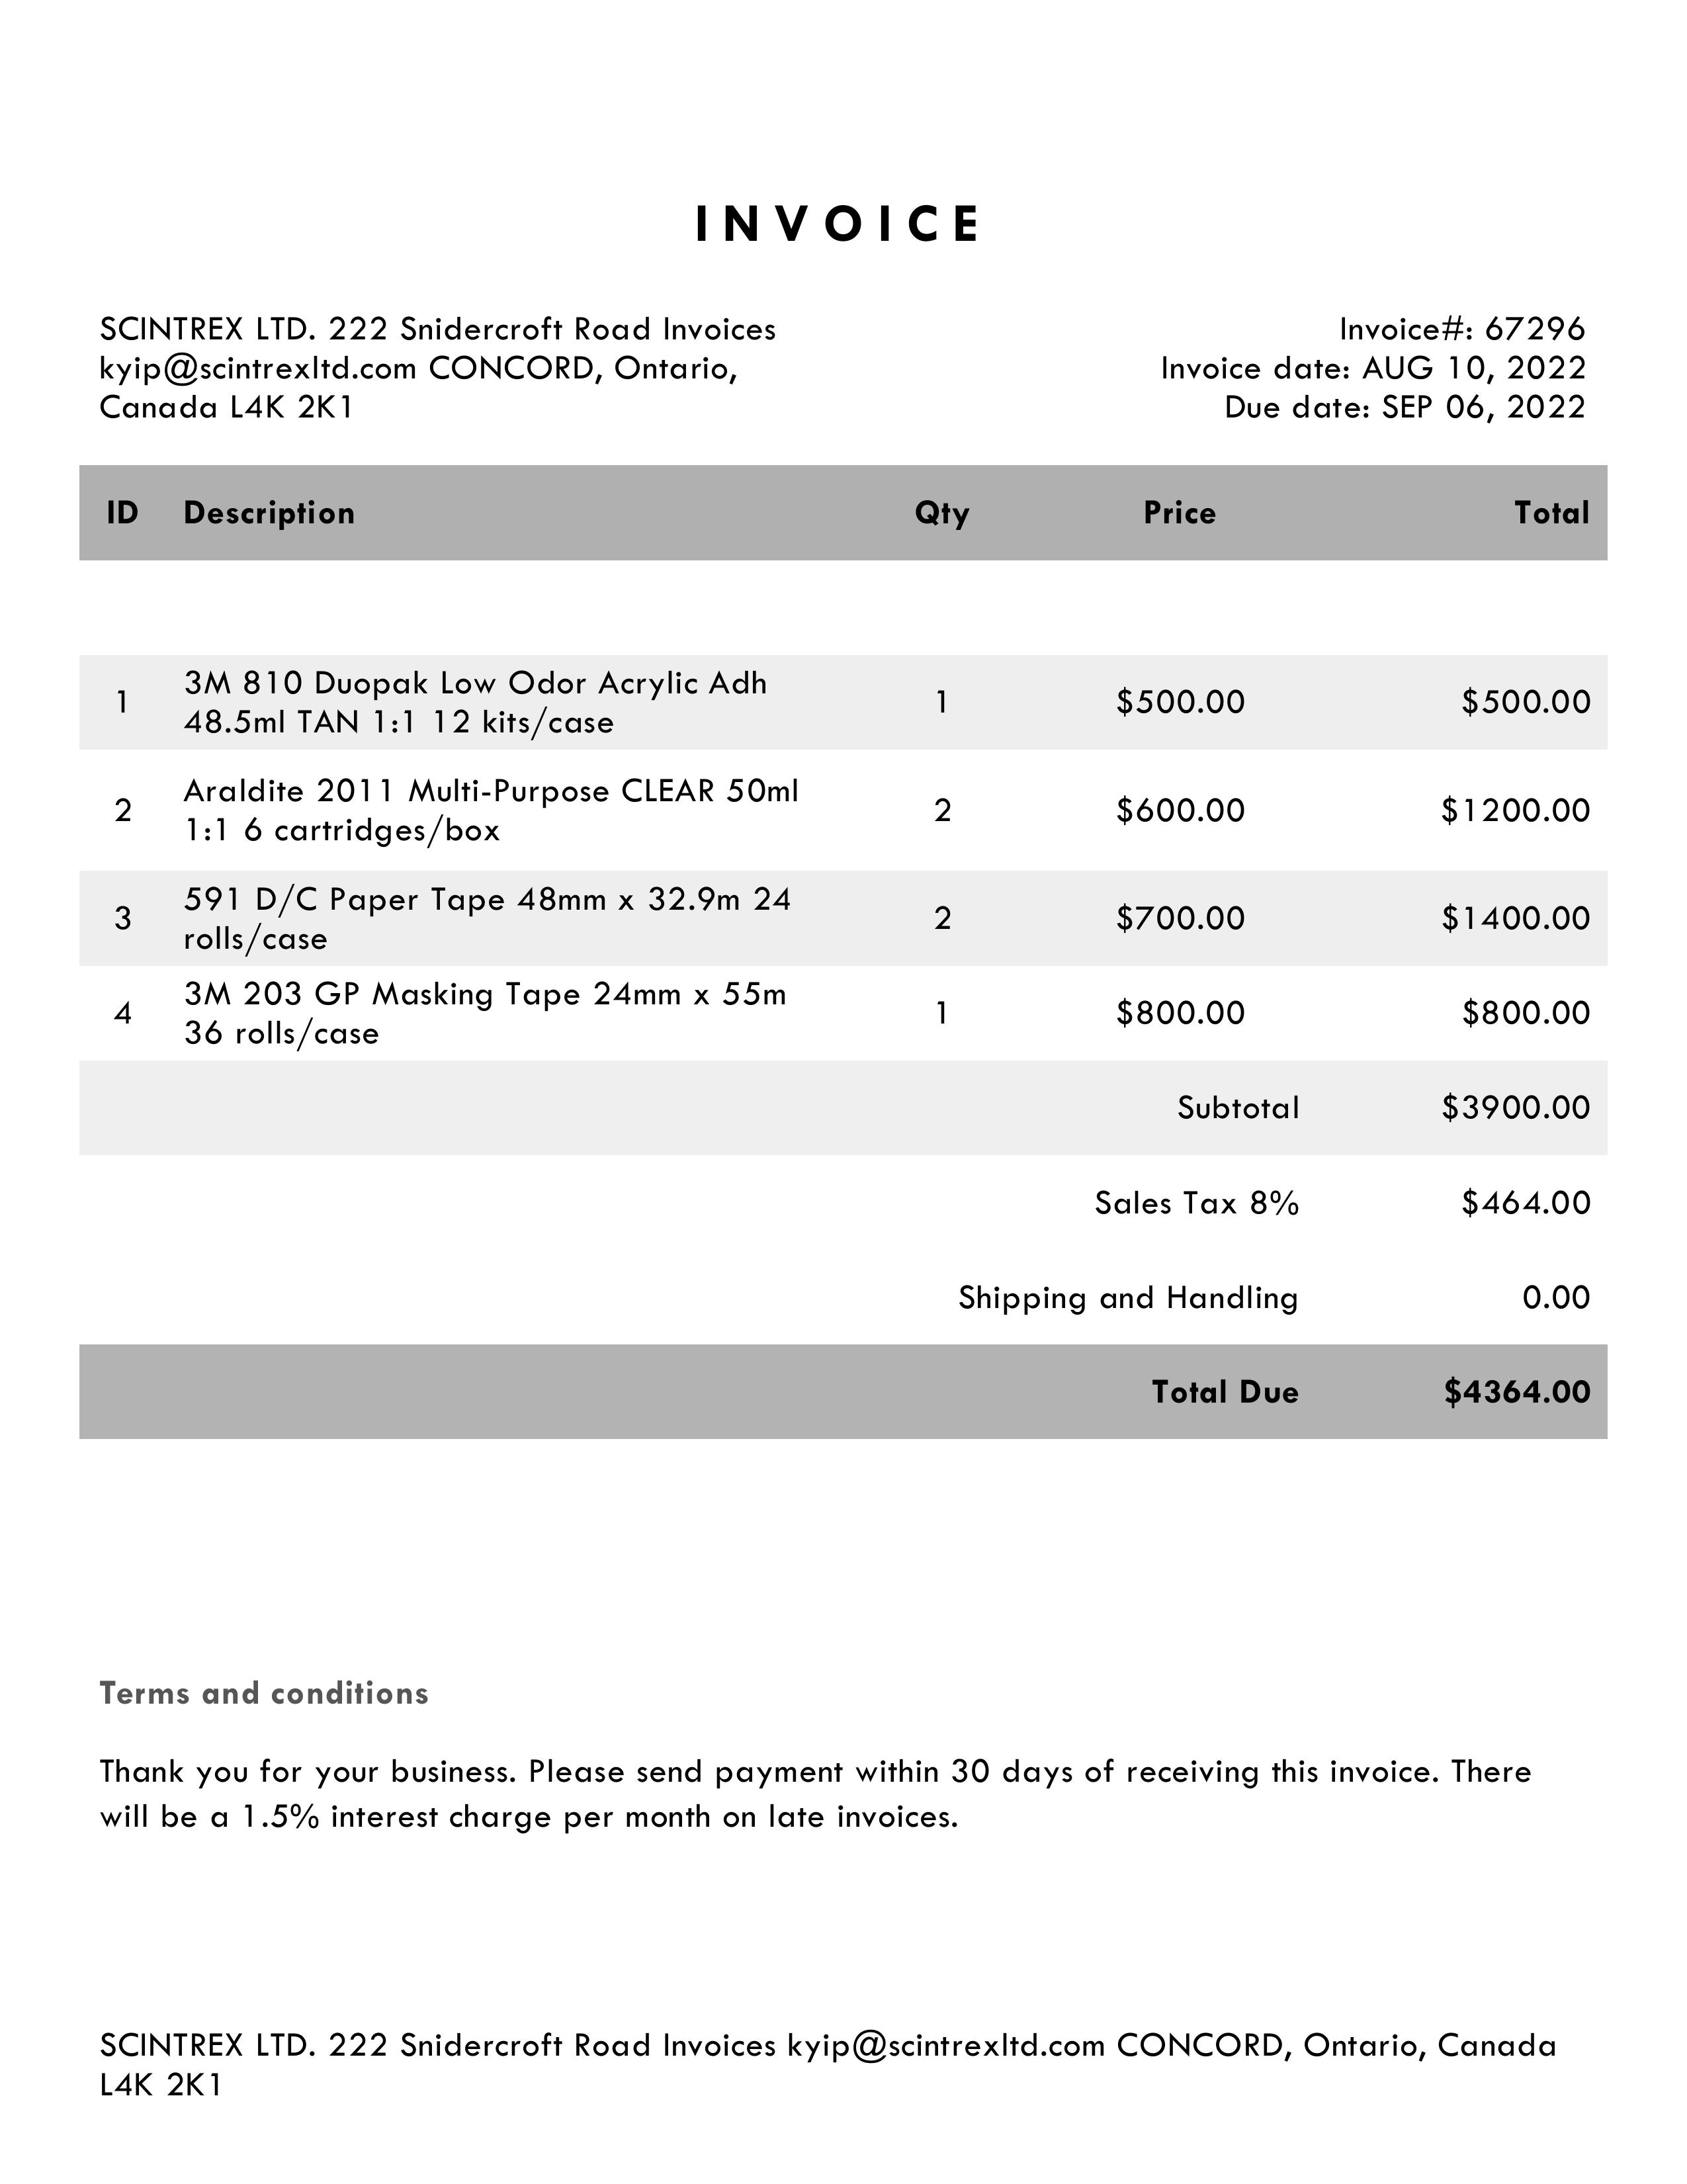 INVOICE
SCINTREX LTD. 222 Snidercroft Road Invoices
kyip@scintrexltd.com CONCORD, Ontario,
Canada L4K 2K1
Invoice#: 67296
Invoice date: AUG 10, 2022
Due date: SEP 06, 2022
ID Description Qty Price Total
1 3M 810 Duopak Low Odor Acrylic Adh
48.5ml TAN 1:1 12 kits/case 1 $500.00 $500.00
2 Araldite 2011 Multi-Purpose CLEAR 50ml
1:1 6 cartridges/box 2 $600.00 $1200.00
3 591 D/C Paper Tape 48mm x 32.9m 24
rolls/case 2 $700.00 $1400.00
4 3M 203 GP Masking Tape 24mm x 55m
36 rolls/case 1 $800.00 $800.00
Subtotal $3900.00
Sales Tax 8% $464.00
Shipping and Handling 0.00
Total Due $4364.00
Terms and conditions
Thank you for your business. Please send payment within 30 days of receiving this invoice. There
will be a 1.5% interest charge per month on late invoices.
SCINTREX LTD. 222 Snidercroft Road Invoices kyip@scintrexltd.com CONCORD, Ontario, Canada
L4K 2K1